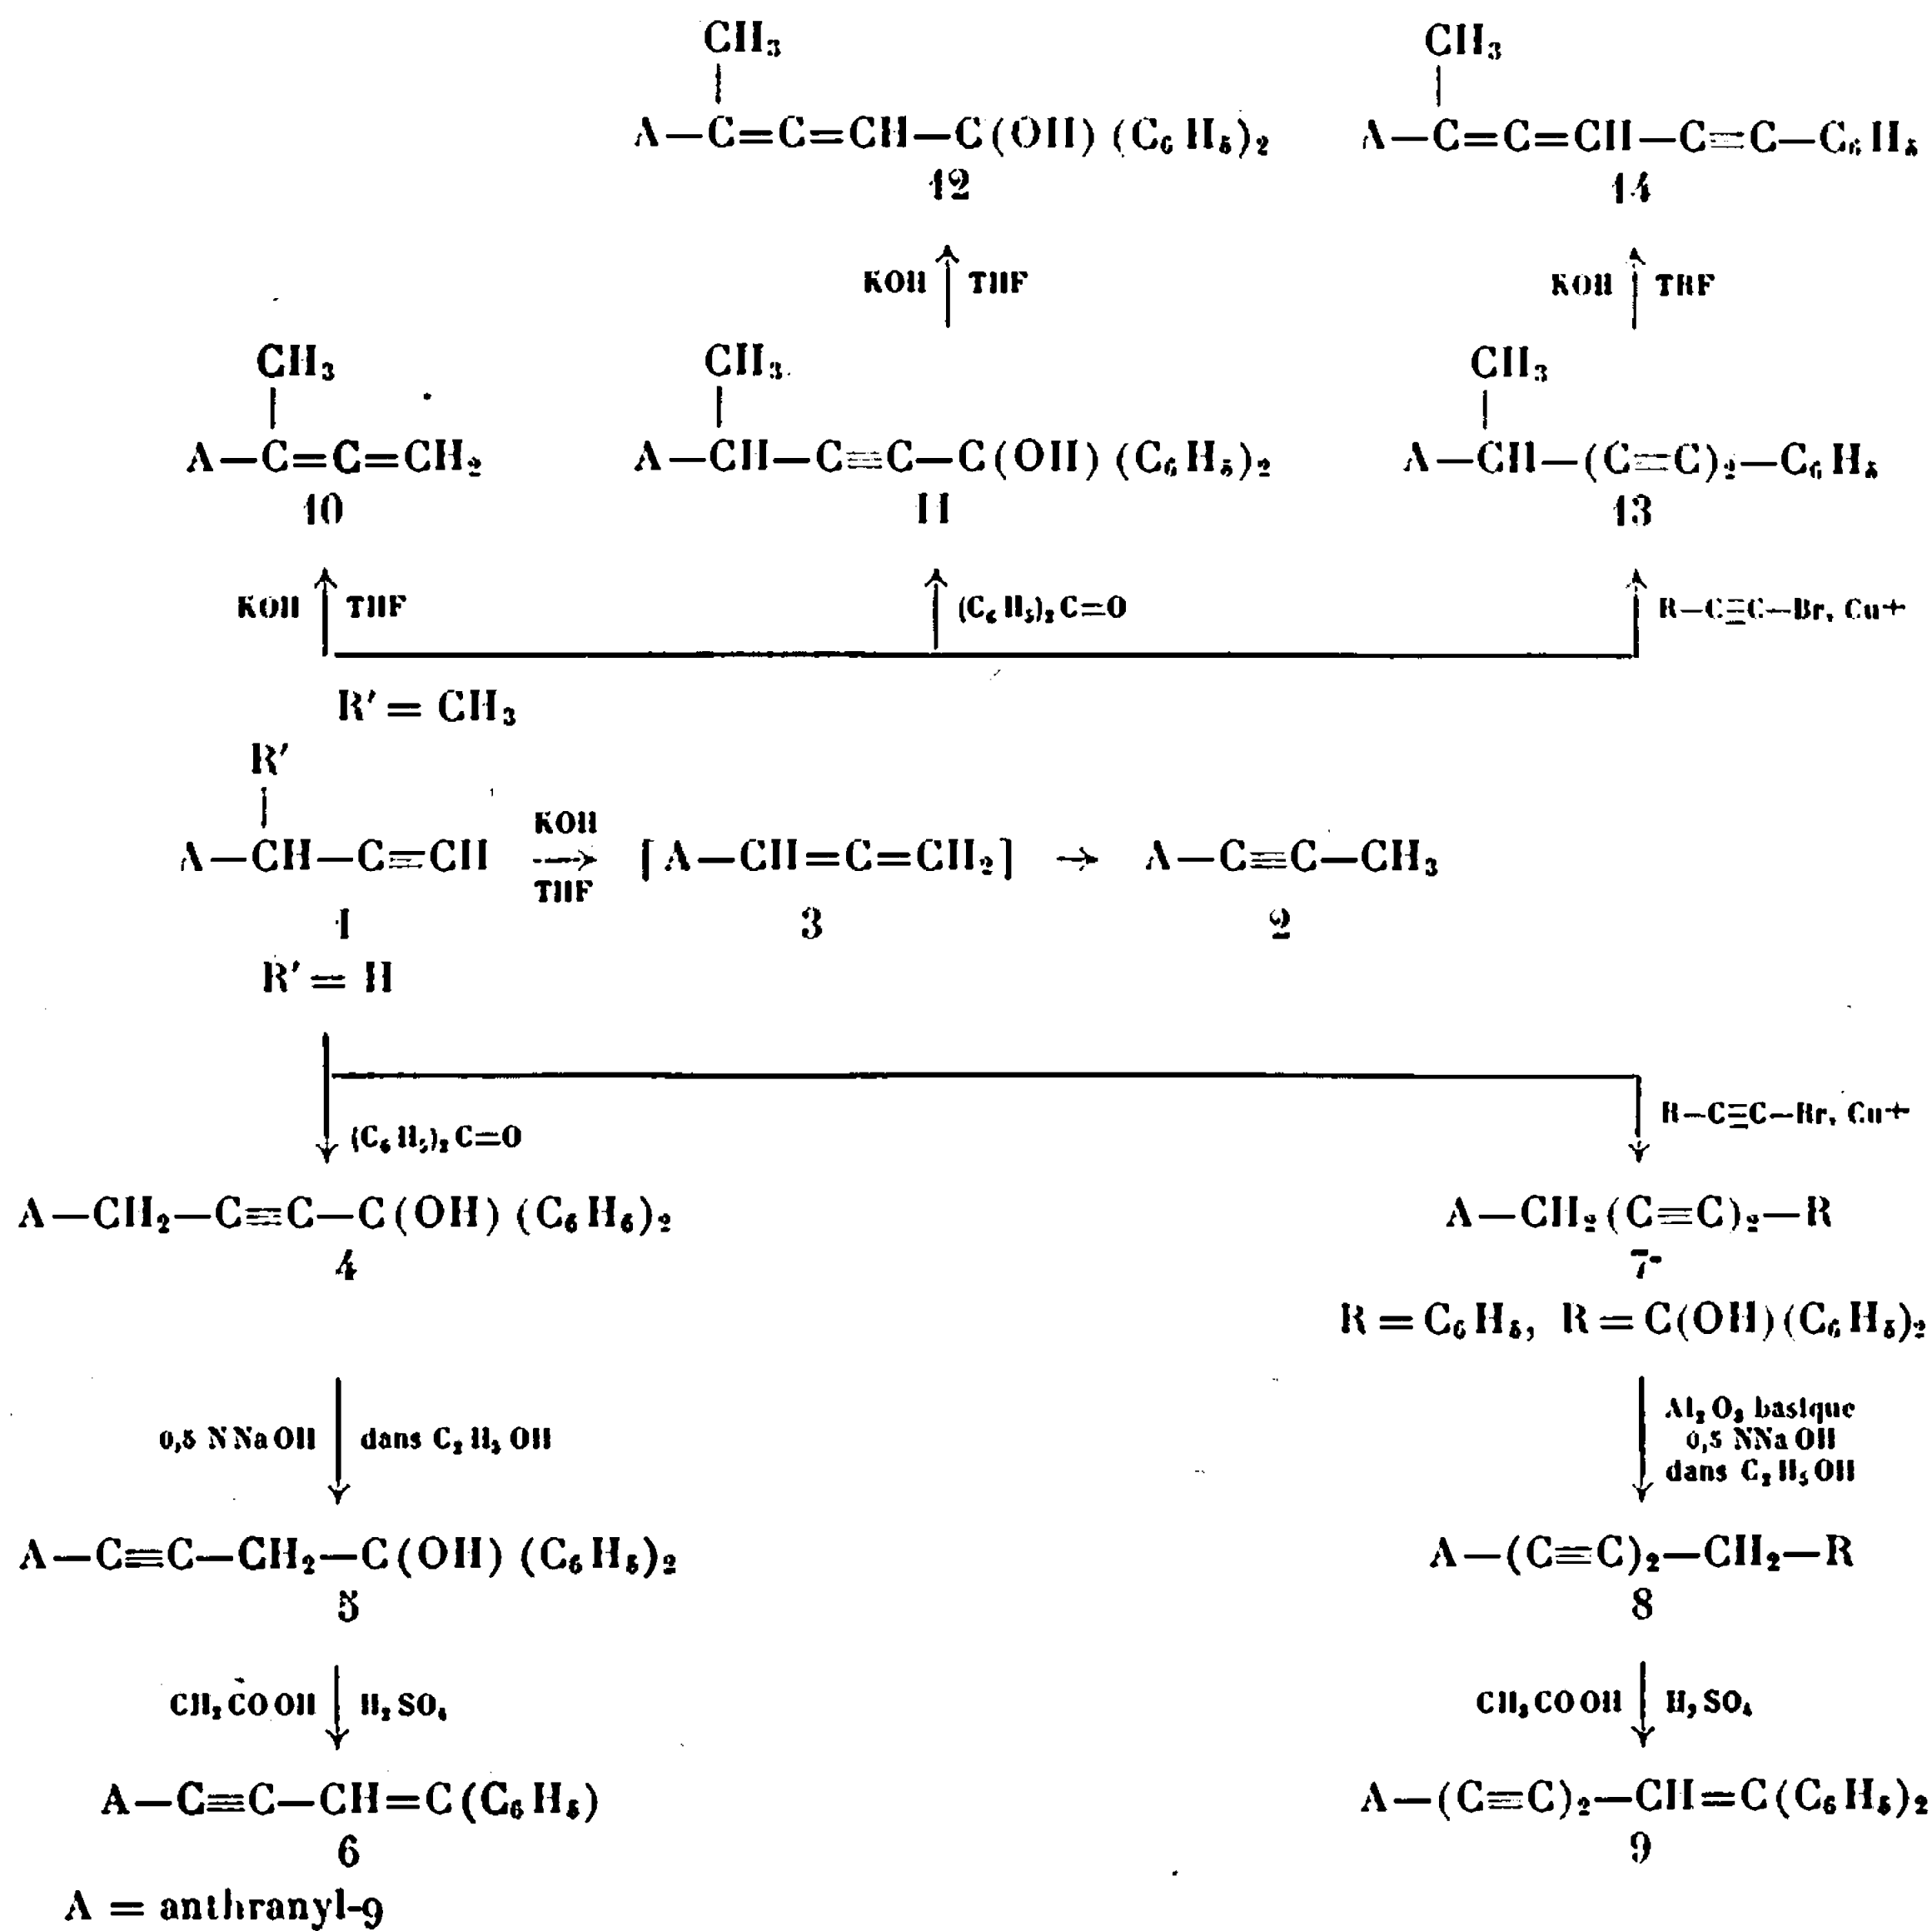 CH₃ CH₃
A—C=C=CH—C(OH)(C₆H₅)₂ A—C=C=CH—C≡C—C₆H₅
12 14
KOH THF KOH THF
CH₃ CH₃ CH₃
A—C=C=CH₂ A—CH—C≡C—C(OH)(C₆H₅)₂ A—CH—(C≡C)₂—C₆H₅
10 11 13
KOH THF (C₆H₅)₂C=O R—C≡C—Br, Cu+
R′ = CH₃
R′
A—CH—C≡CH KOH THF [A—CH=C=CH₂] → A—C≡C—CH₃
1 3 2
R′ = H
(C₆H₅)₂C=O R—C≡C—Br, Cu+
A—CH₂—C≡C—C(OH)(C₆H₆)₂ A—CH₂(C≡C)₂—R
4 7
R = C₆H₅, R = C(OH)(C₆H₅)₂
0,5 NNaOH dans C₂H₅OH Al₂O₃ basique
0,5 NNaOH
dans C₂H₅OH
A—C≡C—CH₂—C(OH)(C₆H₅)₂ A—(C≡C)₂—CH₂—R
5 8
CH₃COOH H₂SO₄ CH₃COOH H₂SO₄
A—C≡C—CH=C(C₆H₅) A—(C≡C)₂—CH=C(C₆H₅)₂
6 9
A = anthranyl-9